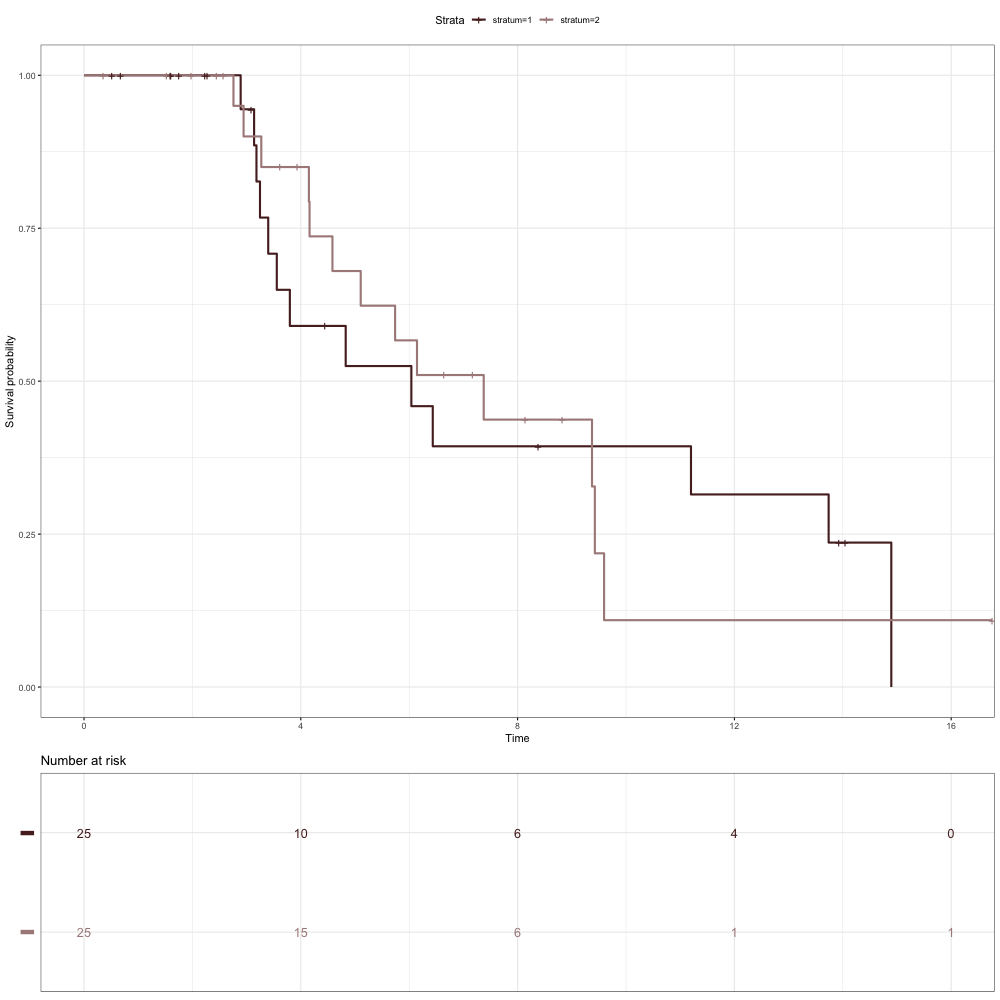 Strata stratum=1 stratum=2
1.00
0.75
0.50
0.25
0.00
Survival probability
0 4 8 12 16
Time
Number at risk
25 10 6 4 0
25 15 6 1 1